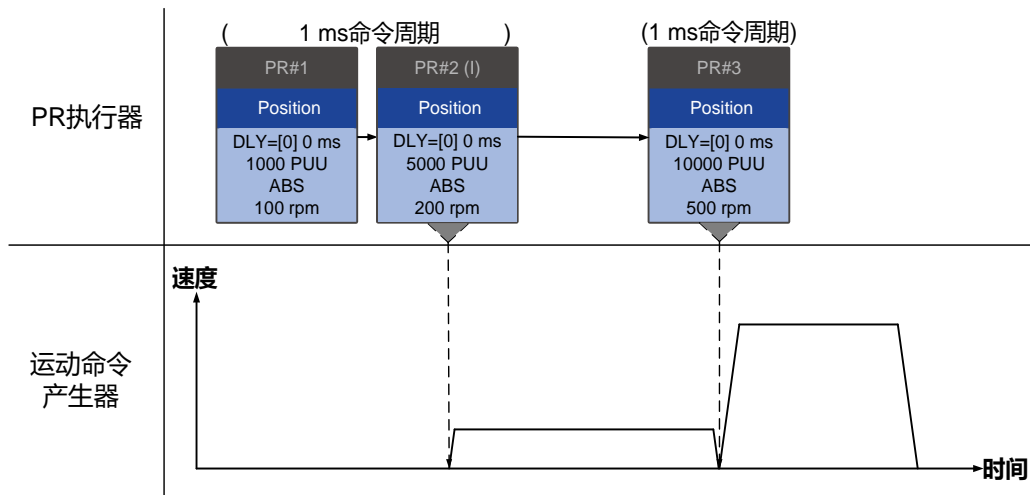 ( 1 ms命令周期 )
(1 ms命令周期)
PR执行器
PR#1
Position
DLY=[0] 0 ms
1000 PUU
ABS
100 rpm
PR#2 (I)
Position
DLY=[0] 0 ms
5000 PUU
ABS
200 rpm
PR#3
Position
DLY=[0] 0 ms
10000 PUU
ABS
500 rpm
运动命令
产生器
速度
时间